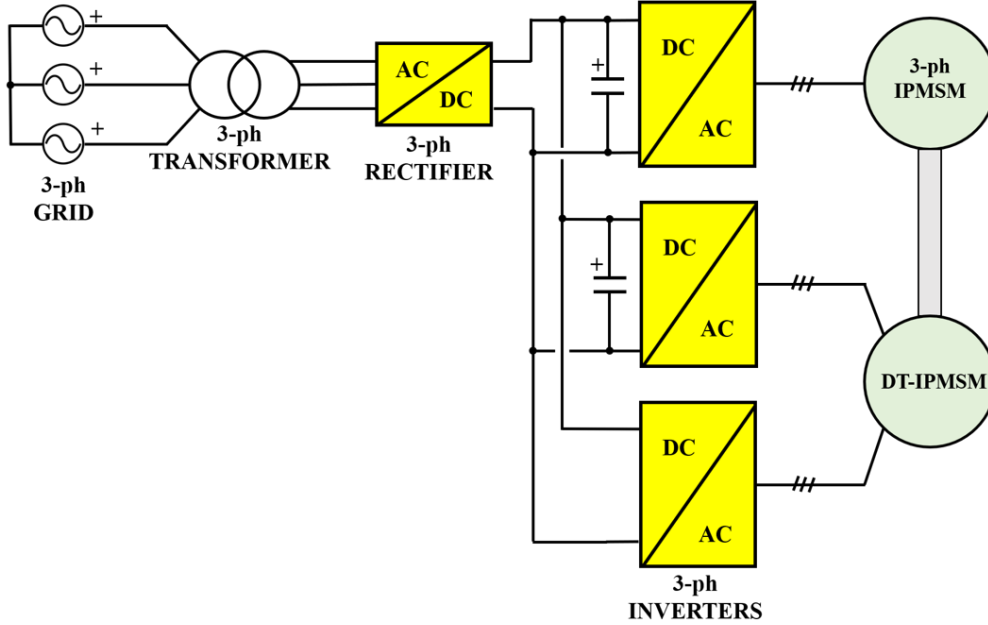 +
+
+
3-ph
GRID
3-ph
TRANSFORMER
AC
DC
3-ph
RECTIFIER
+
DC
AC
3-ph
IPMSM
+
DC
AC
DT-IPMSM
DC
AC
3-ph
INVERTERS